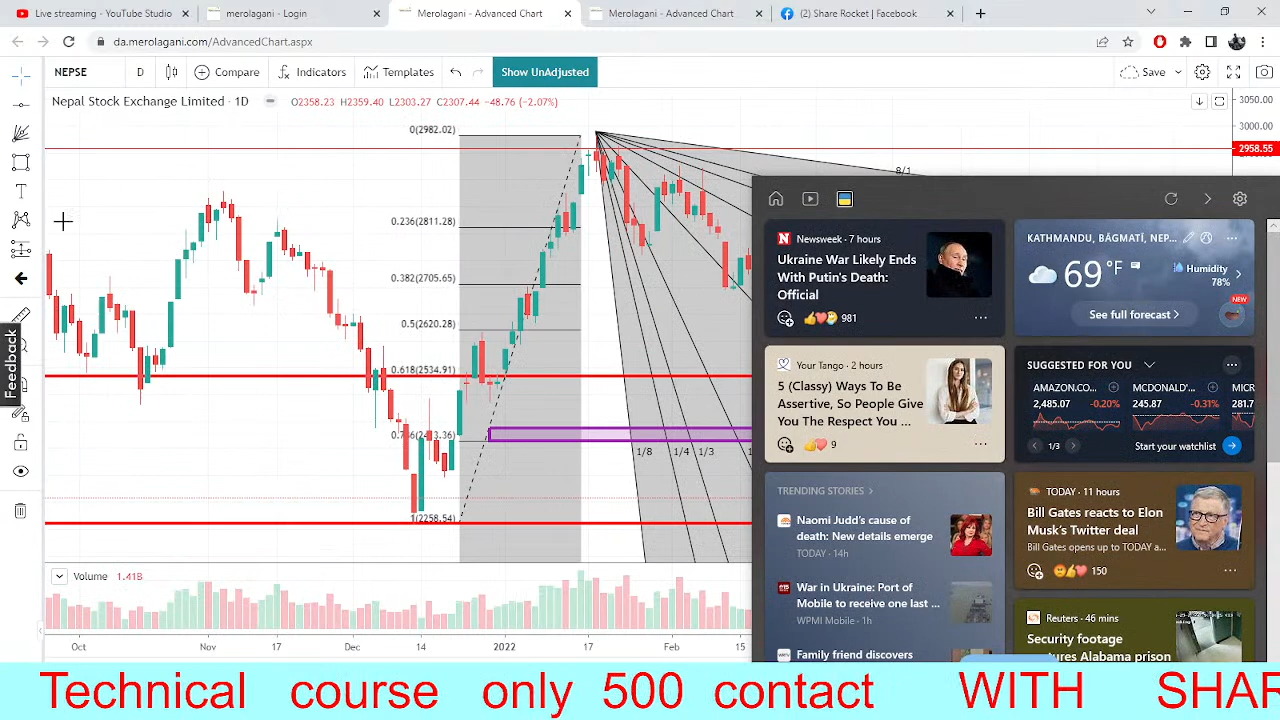 Live streaming - YouTube Studio
merolagani - Login
Merolagani - Advanced Chart
Merolagani - Advanced Chart
(2) Share Rocket | Facebook
da.merolagani.com/AdvancedChart.aspx
NEPSE
D
Compare
Indicators
Templates
Show UnAdjusted
Save
Nepal Stock Exchange Limited · 1D
O2358.23 H2359.40 L2303.27 C2307.44 −48.76 (−2.07%)
3050.00
3000.00
2958.55
0(2982.02)
0.236(2811.28)
0.382(2705.65)
0.5(2620.28)
0.618(2534.91)
1(2258.54)
8/1
1/8
1/4
1/3
Feedback
Volume 1.41B
Oct
Nov
17
Dec
14
2022
17
Feb
15
Newsweek · 7 hours
Ukraine War Likely Ends
With Putin's Death:
Official
981
KATHMANDU, BĀGMATĪ, NEP...
69 °F
Humidity
78%
NEW
See full forecast
Your Tango · 2 hours
5 (Classy) Ways To Be
Assertive, So People Give
You The Respect You ...
9
SUGGESTED FOR YOU
AMAZON.CO...
2,485.07 -0.20%
MCDONALD'...
245.87 -0.31%
MICR
281.7
1/3
Start your watchlist
TRENDING STORIES
Naomi Judd's cause of
death: New details emerge
TODAY · 14h
War in Ukraine: Port of
Mobile to receive one last ...
WPMI Mobile · 1h
Family friend discovers
TODAY · 11 hours
Bill Gates reacts to Elon
Musk's Twitter deal
Bill Gates opens up to TODAY a...
150
Reuters · 46 mins
Security footage
captures Alabama prison
Technical course only 500 contact WITH SHAR